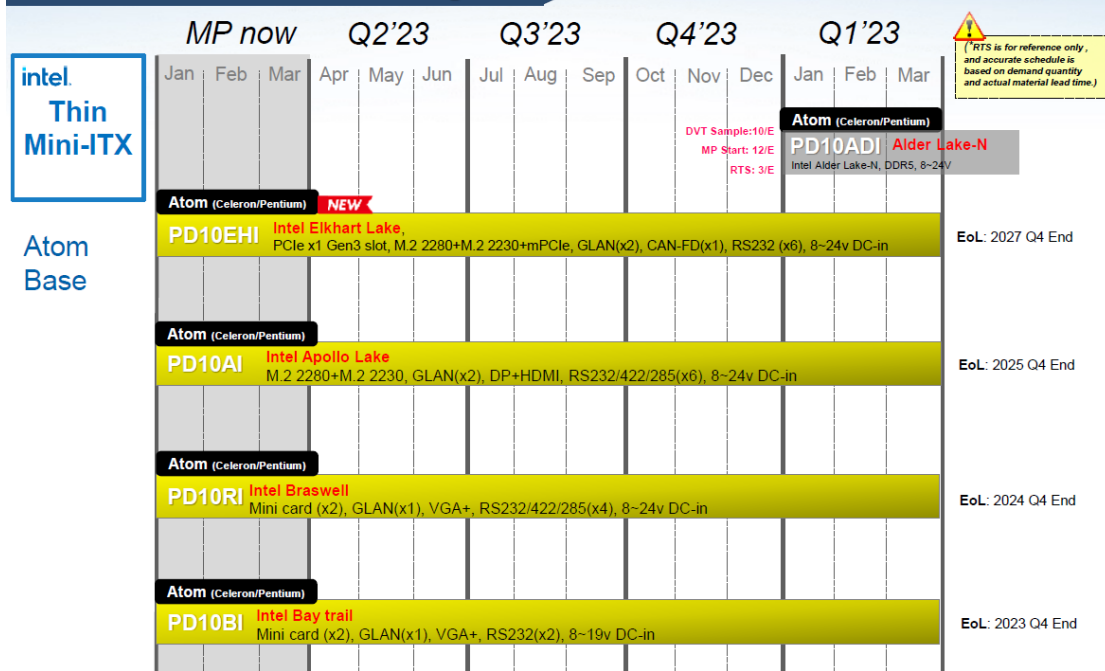 MP now Q2'23 Q3'23 Q4'23 Q1'23
(*RTS is for reference only ,
and accurate schedule is
based on demand quantity
and actual material lead time.)
intel.
Thin
Mini-ITX
Jan Feb Mar Apr May Jun Jul Aug Sep Oct Nov Dec Jan Feb Mar
DVT Sample:10/E
MP Start: 12/E
RTS: 3/E
Atom (Celeron/Pentium)
PD10ADI Alder Lake-N
Intel Alder Lake-N, DDR5, 8~24V
Atom
Base
Atom (Celeron/Pentium) NEW
PD10EHI Intel Elkhart Lake,
PCIe x1 Gen3 slot, M.2 2280+M.2 2230+mPCIe, GLAN(x2), CAN-FD(x1), RS232 (x6), 8~24v DC-in
EoL: 2027 Q4 End
Atom (Celeron/Pentium)
PD10AI Intel Apollo Lake
M.2 2280+M.2 2230, GLAN(x2), DP+HDMI, RS232/422/285(x6), 8~24v DC-in
EoL: 2025 Q4 End
Atom (Celeron/Pentium)
PD10RI Intel Braswell
Mini card (x2), GLAN(x1), VGA+, RS232/422/285(x4), 8~24v DC-in
EoL: 2024 Q4 End
Atom (Celeron/Pentium)
PD10BI Intel Bay trail
Mini card (x2), GLAN(x1), VGA+, RS232(x2), 8~19v DC-in
EoL: 2023 Q4 End